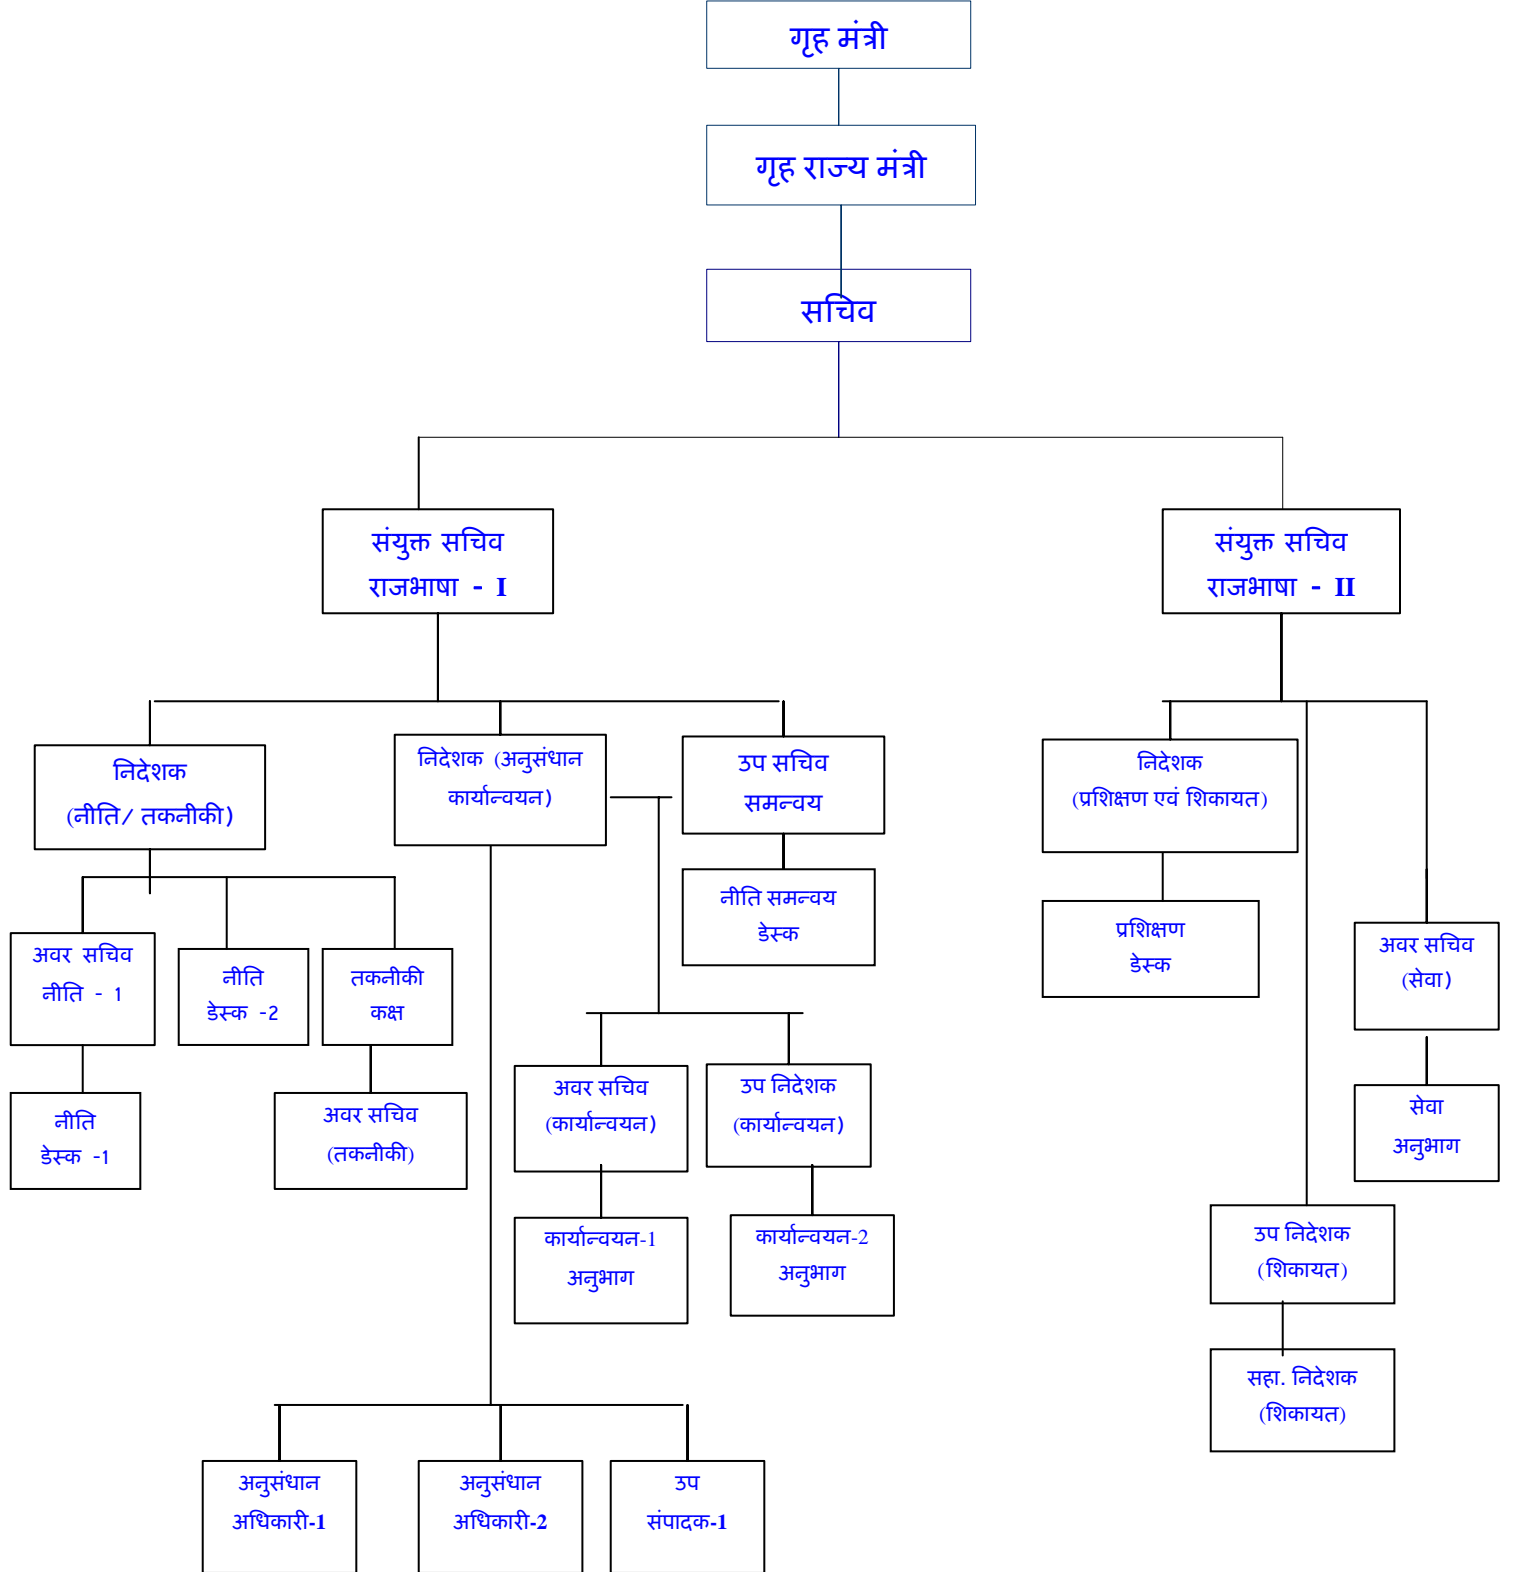 गृह मंत्री
गृह राज्य मंत्री
सचिव
संयुक्त सचिव
राजभाषा - I
संयुक्त सचिव
राजभाषा - II
निदेशक
(नीति/ तकनीकी)
निदेशक (अनुसंधान
कार्यान्वयन)
उप सचिव
समन्वय
निदेशक
(प्रशिक्षण एवं शिकायत)
नीति समन्वय
डेस्क
प्रशिक्षण
डेस्क
अवर सचिव
(सेवा)
अवर सचिव
नीति - 1
नीति
डेस्क -2
तकनीकी
कक्ष
अवर सचिव
(कार्यान्वयन)
उप निदेशक
(कार्यान्वयन)
सेवा
अनुभाग
नीति
डेस्क -1
अवर सचिव
(तकनीकी)
कार्यान्वयन-1
अनुभाग
कार्यान्वयन-2
अनुभाग
उप निदेशक
(शिकायत)
सहा. निदेशक
(शिकायत)
अनुसंधान
अधिकारी-1
अनुसंधान
अधिकारी-2
उप
संपादक-1